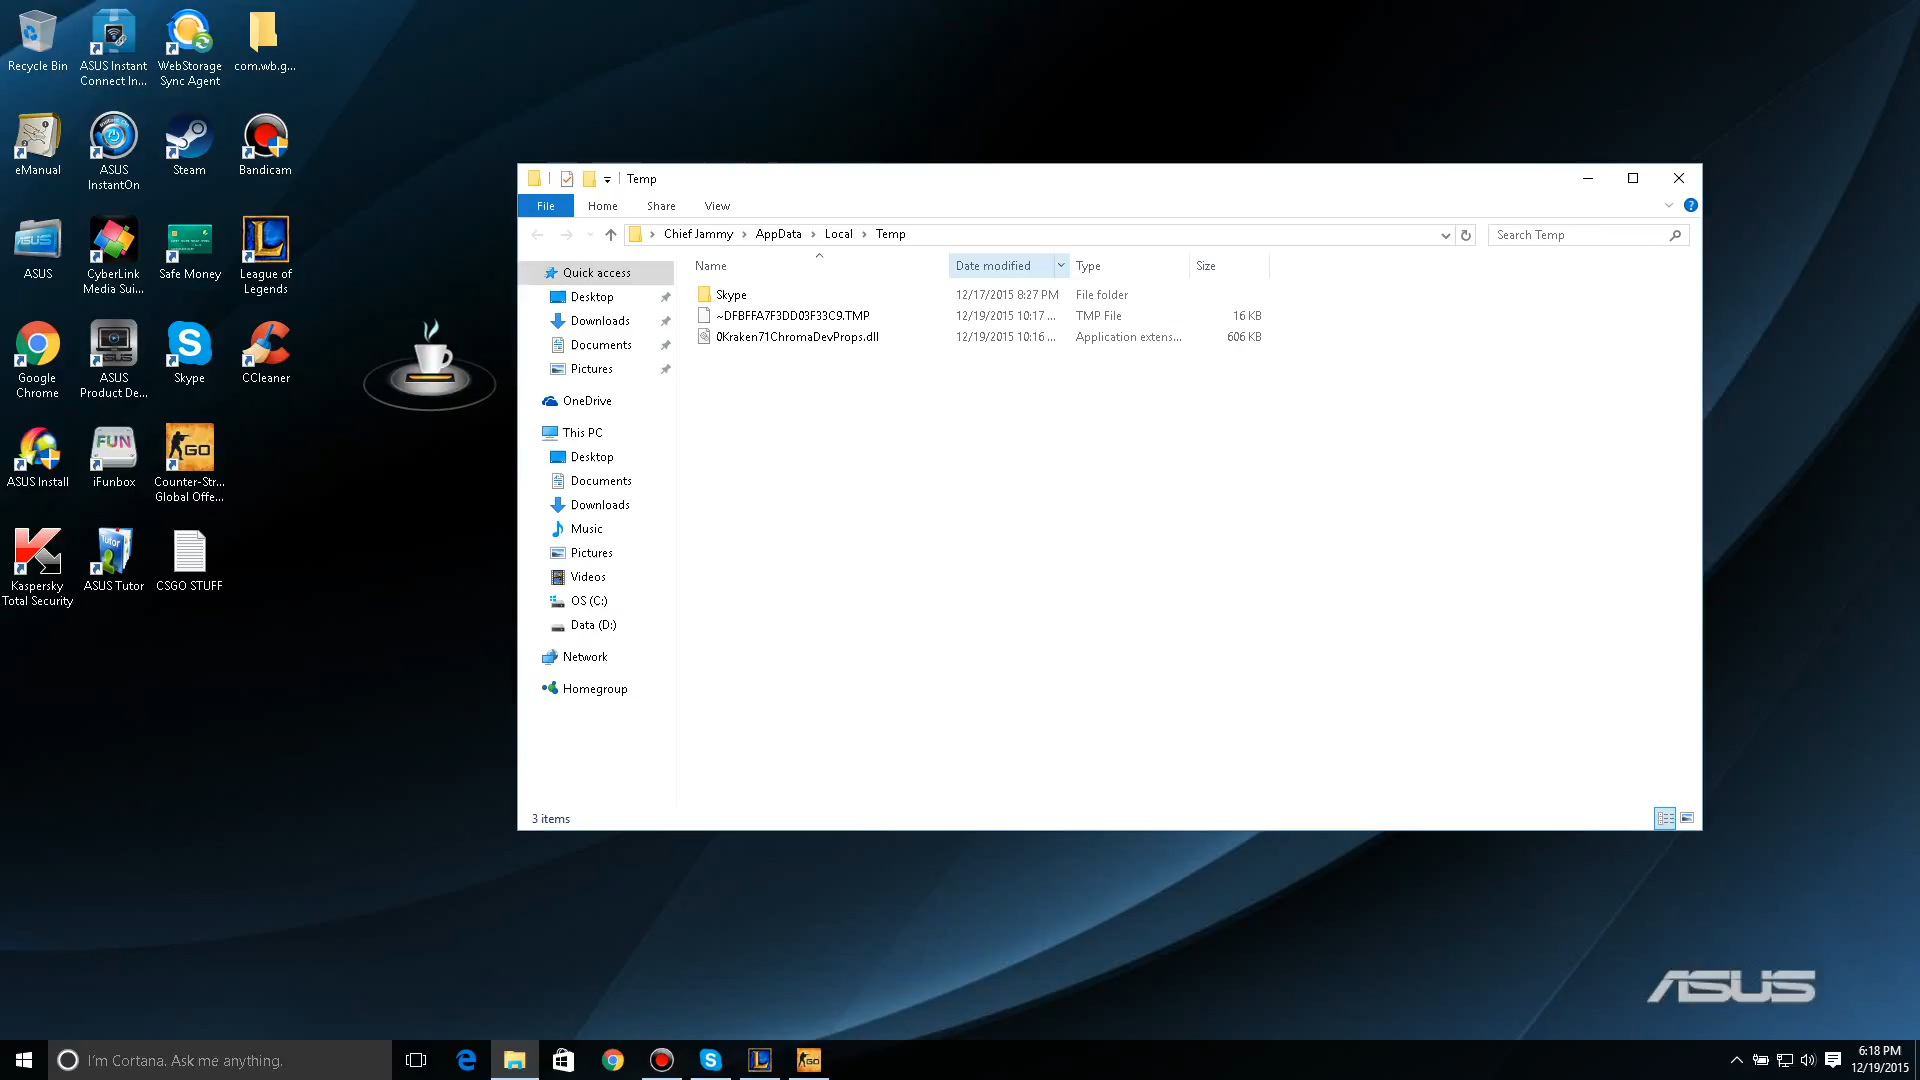 Recycle Bin
ASUS Instant
Connect In...
WebStorage
Sync Agent
com.wb.g...
eManual
ASUS
InstantOn
Steam
Bandicam
ASUS
ASUS
CyberLink
Media Sui...
Safe Money
League of
Legends
Google
Chrome
ASUS
Product De...
Skype
CCleaner
ASUS Install
FUN
iFunbox
GO
Counter-Str...
Global Offe...
Kaspersky
Total Security
Tutor
ASUS Tutor
CSGO STUFF
Temp
File
Home
Share
View
Chief Jammy
AppData
Local
Temp
Search Temp
Name
Date modified
Type
Size
Skype
12/17/2015 8:27 PM
File folder
~DFBFFA7F3DD03F33C9.TMP
12/19/2015 10:17 ...
TMP File
16 KB
0Kraken71ChromaDevProps.dll
12/19/2015 10:16 ...
Application extens...
606 KB
Quick access
Desktop
Downloads
Documents
Pictures
OneDrive
This PC
Desktop
Documents
Downloads
Music
Pictures
Videos
OS (C:)
Data (D:)
Network
Homegroup
3 items
ASUS
I'm Cortana. Ask me anything.
GO
6:18 PM
12/19/2015